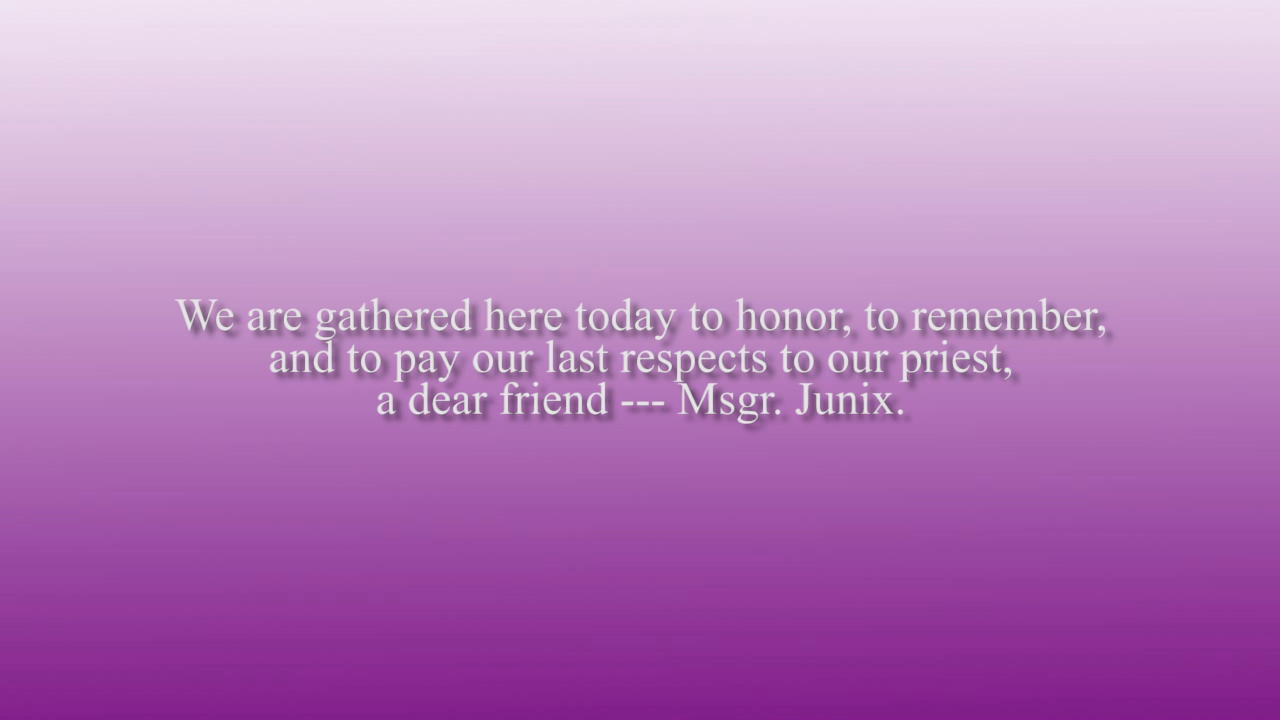 We are gathered here today to honor, to remember,
and to pay our last respects to our priest,
a dear friend --- Msgr. Junix.